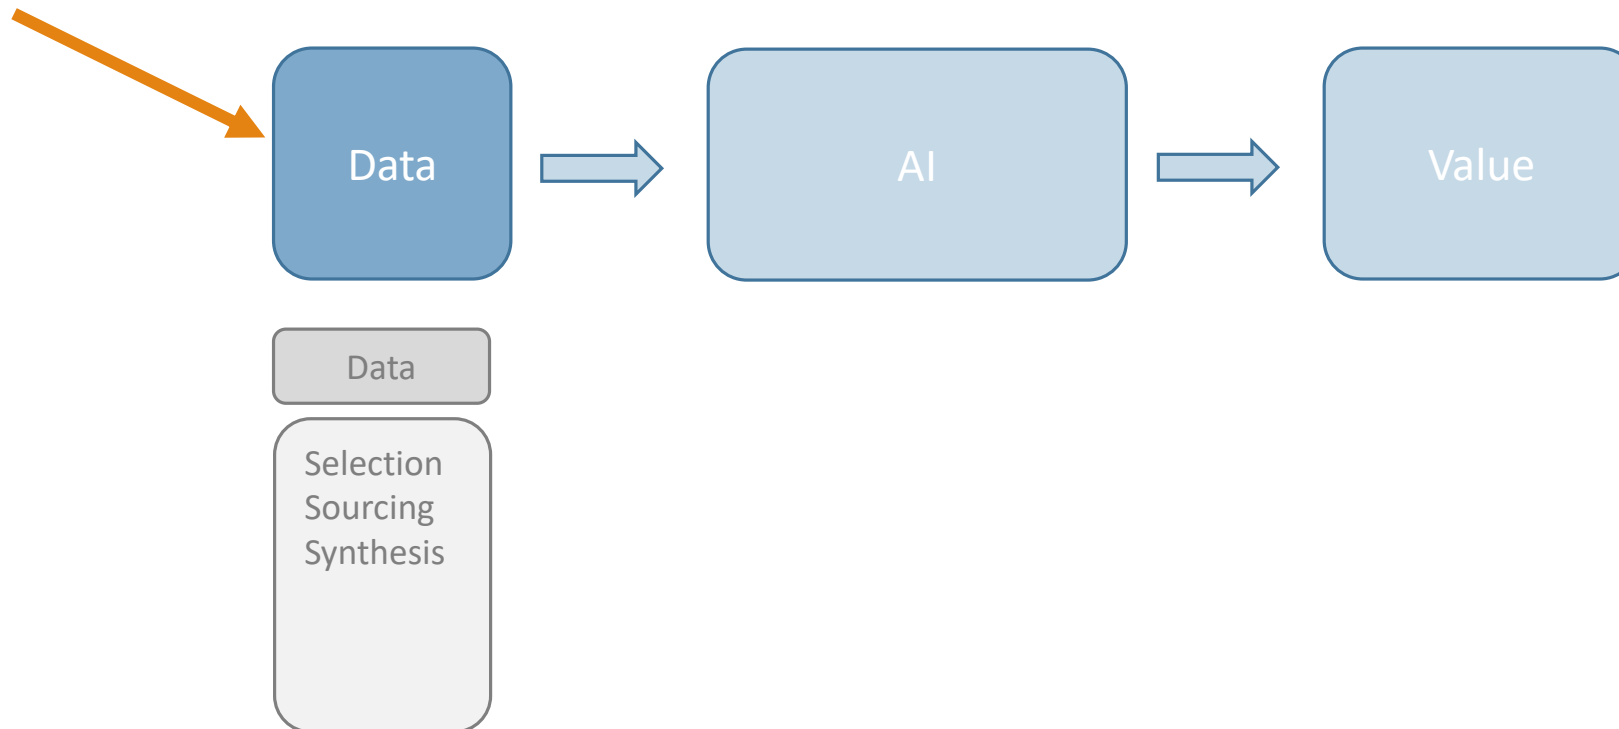 Data
AI
Value
Data
Selection
Sourcing
Synthesis